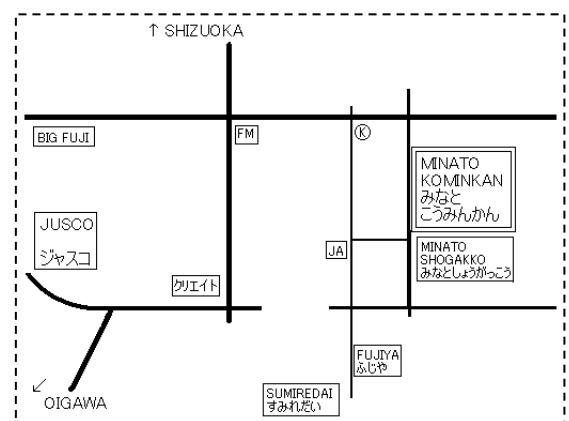 ↑ SHIZUOKA
BIG FUJI
FM
Ⓚ
MINATO
KOMINKAN
みなと
こうみんかん
JUSCO
ジャスコ
JA
MINATO
SHOGAKKO
みなとしょうがっこう
クリエイト
FUJIYA
ふじや
↙
OIGAWA
SUMIREDAI
すみれだい